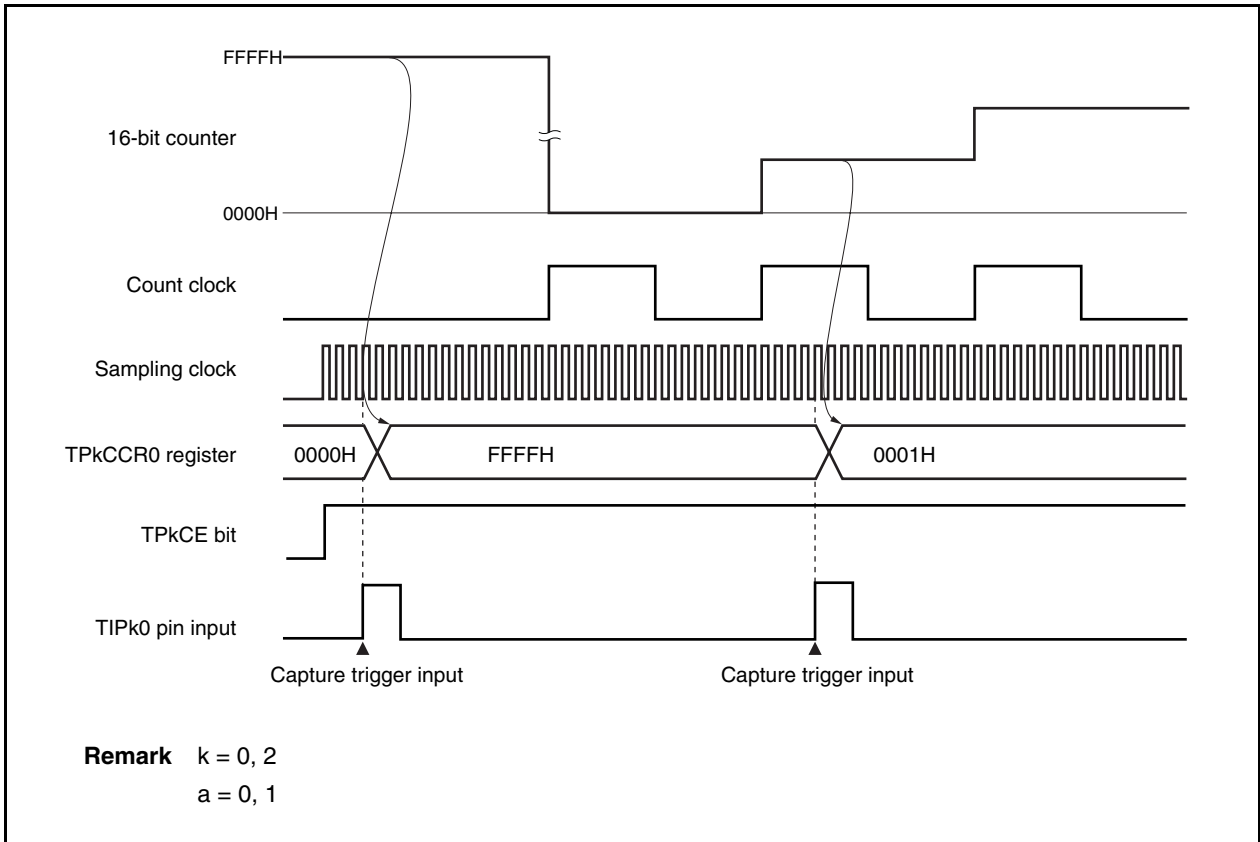 FFFFH
16-bit counter
0000H
Count clock
Sampling clock
TPkCCR0 register 0000H FFFFH 0001H
TPkCE bit
TIPk0 pin input
Capture trigger input Capture trigger input
Remark k = 0, 2
a = 0, 1